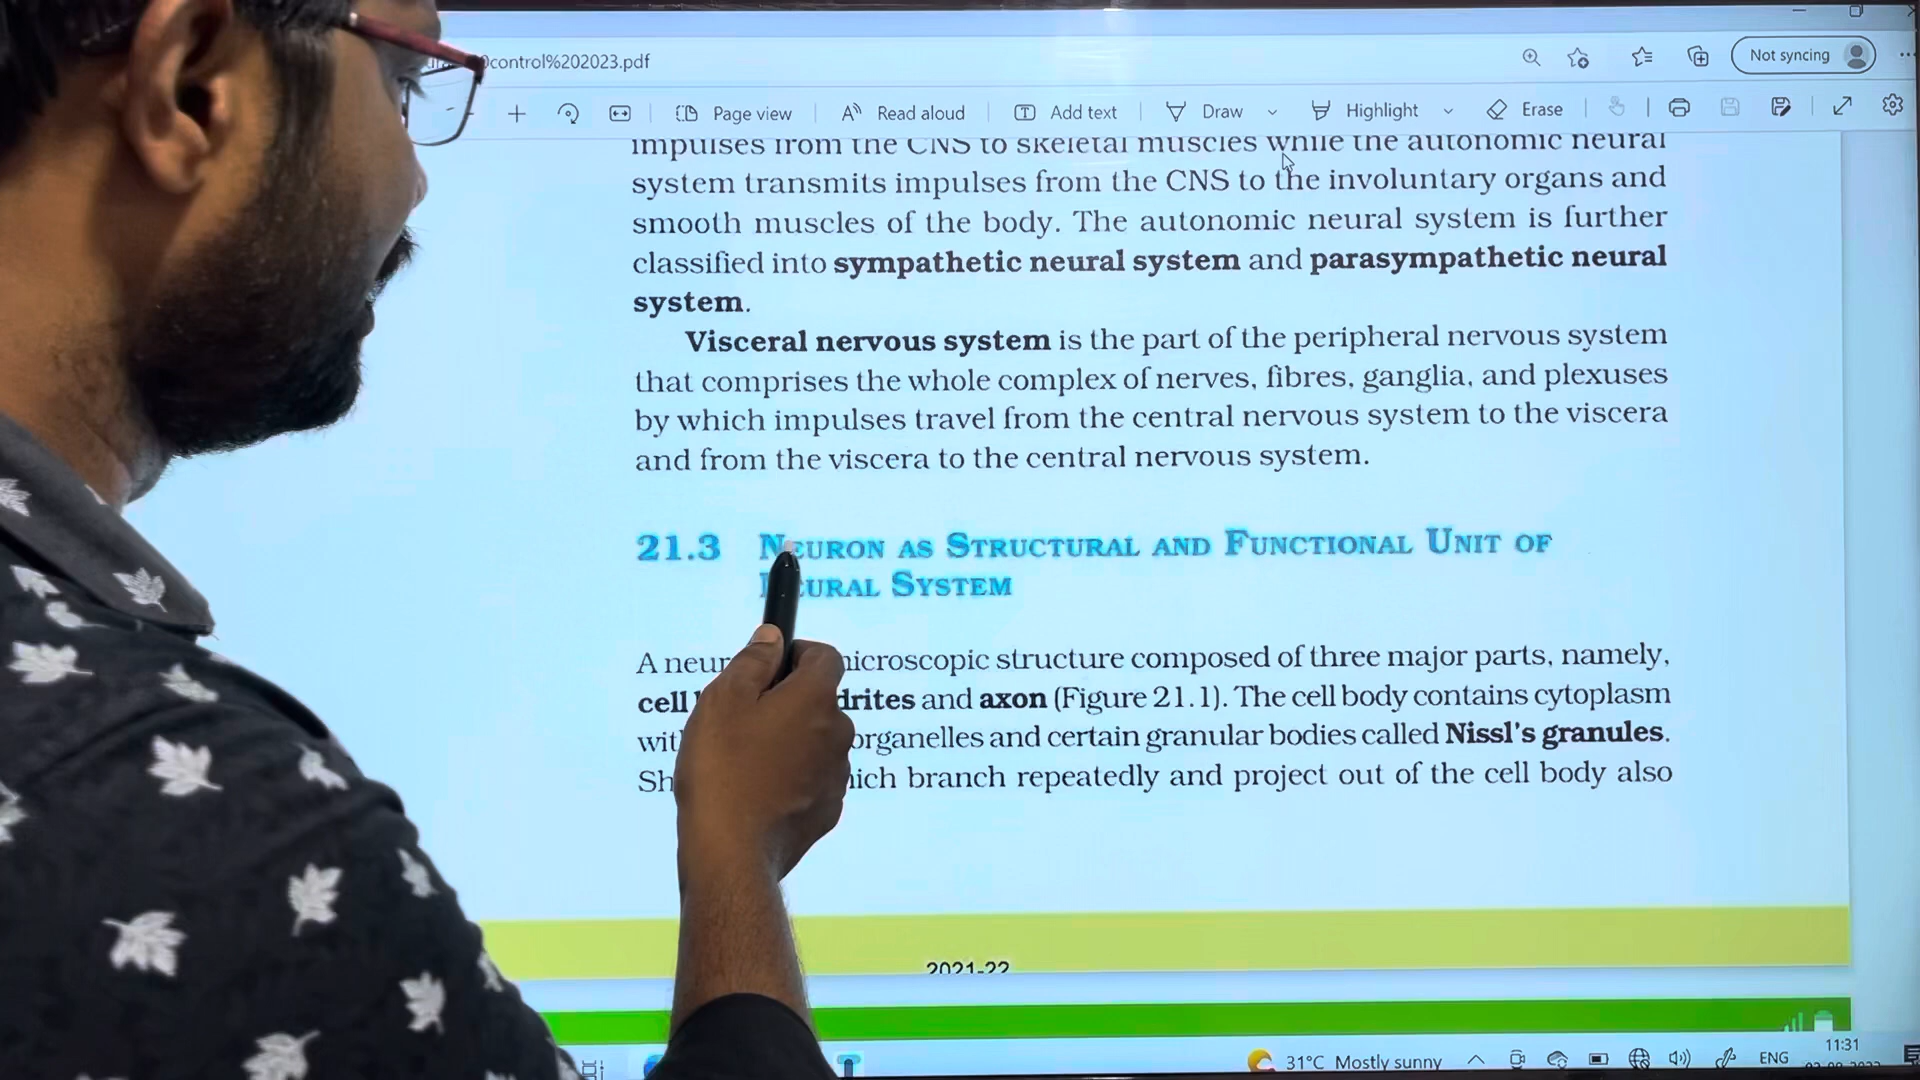 control%202023.pdf
Not syncing
Page view
Read aloud
Add text
Draw
Highlight
Erase
impulses from the CNS to skeletal muscles while the autonomic neural
system transmits impulses from the CNS to the involuntary organs and
smooth muscles of the body. The autonomic neural system is further
classified into sympathetic neural system and parasympathetic neural
system.
Visceral nervous system is the part of the peripheral nervous system
that comprises the whole complex of nerves, fibres, ganglia, and plexuses
by which impulses travel from the central nervous system to the viscera
and from the viscera to the central nervous system.
21.3 NEURON AS STRUCTURAL AND FUNCTIONAL UNIT OF
NEURAL SYSTEM
A microscopic structure composed of three major parts, namely,
cell and axon (Figure 21.1). The cell body contains cytoplasm
organelles and certain granular bodies called Nissl's granules.
branch repeatedly and project out of the cell body also
2021-22
31°C Mostly sunny
ENG
11:31